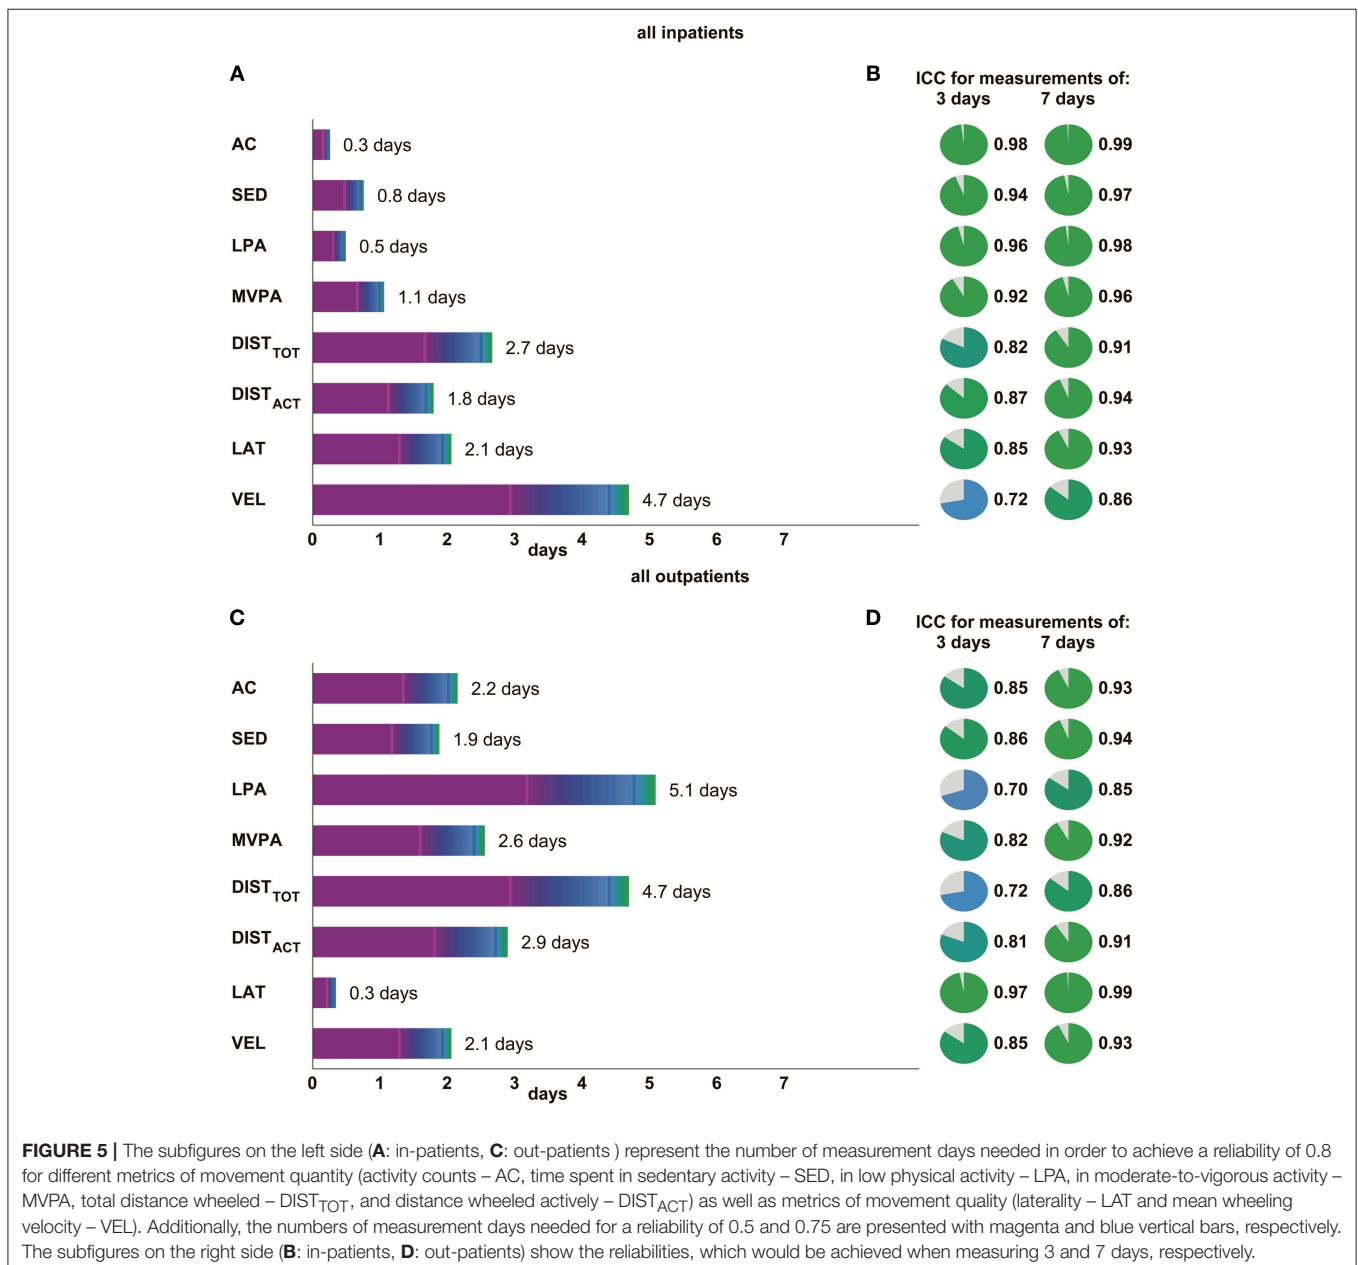 all inpatients
A
B
ICC for measurements of:
3 days 7 days
AC 0.3 days 0.98 0.99
SED 0.8 days 0.94 0.97
LPA 0.5 days 0.96 0.98
MVPA 1.1 days 0.92 0.96
DIST TOT 2.7 days 0.82 0.91
DIST ACT 1.8 days 0.87 0.94
LAT 2.1 days 0.85 0.93
VEL 4.7 days 0.72 0.86
0 1 2 3 4 5 6 7
days
all outpatients
C
D
ICC for measurements of:
3 days 7 days
AC 2.2 days 0.85 0.93
SED 1.9 days 0.86 0.94
LPA 5.1 days 0.70 0.85
MVPA 2.6 days 0.82 0.92
DIST TOT 4.7 days 0.72 0.86
DIST ACT 2.9 days 0.81 0.91
LAT 0.3 days 0.97 0.99
VEL 2.1 days 0.85 0.93
0 1 2 3 4 5 6 7
days
FIGURE 5 | The subfigures on the left side (A: in-patients, C: out-patients ) represent the number of measurement days needed in order to achieve a reliability of 0.8
for different metrics of movement quantity (activity counts – AC, time spent in sedentary activity – SED, in low physical activity – LPA, in moderate-to-vigorous activity –
MVPA, total distance wheeled – DIST TOT, and distance wheeled actively – DIST ACT) as well as metrics of movement quality (laterality – LAT and mean wheeling
velocity – VEL). Additionally, the numbers of measurement days needed for a reliability of 0.5 and 0.75 are presented with magenta and blue vertical bars, respectively.
The subfigures on the right side (B: in-patients, D: out-patients) show the reliabilities, which would be achieved when measuring 3 and 7 days, respectively.